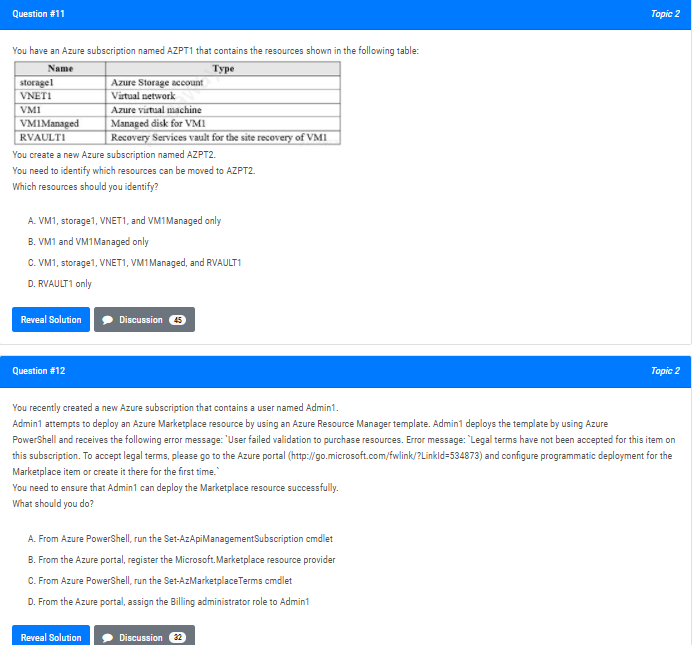 Question #11 Topic 2
You have an Azure subscription named AZPT1 that contains the resources shown in the following table:
Name Type
storage1 Azure Storage account
VNET1 Virtual network
VM1 Azure virtual machine
VM1Managed Managed disk for VM1
RVAULT1 Recovery Services vault for the site recovery of VM1
You create a new Azure subscription named AZPT2.
You need to identify which resources can be moved to AZPT2.
Which resources should you identify?
A. VM1, storage1, VNET1, and VM1Managed only
B. VM1 and VM1Managed only
C. VM1, storage1, VNET1, VM1Managed, and RVAULT1
D. RVAULT1 only
Reveal Solution Discussion 45
Question #12 Topic 2
You recently created a new Azure subscription that contains a user named Admin1.
Admin1 attempts to deploy an Azure Marketplace resource by using an Azure Resource Manager template. Admin1 deploys the template by using Azure
PowerShell and receives the following error message: `User failed validation to purchase resources. Error message: `Legal terms have not been accepted for this item on
this subscription. To accept legal terms, please go to the Azure portal (http://go.microsoft.com/fwlink/?LinkId=534873) and configure programmatic deployment for the
Marketplace item or create it there for the first time.`
You need to ensure that Admin1 can deploy the Marketplace resource successfully.
What should you do?
A. From Azure PowerShell, run the Set-AzApiManagementSubscription cmdlet
B. From the Azure portal, register the Microsoft.Marketplace resource provider
C. From Azure PowerShell, run the Set-AzMarketplaceTerms cmdlet
D. From the Azure portal, assign the Billing administrator role to Admin1
Reveal Solution Discussion 32